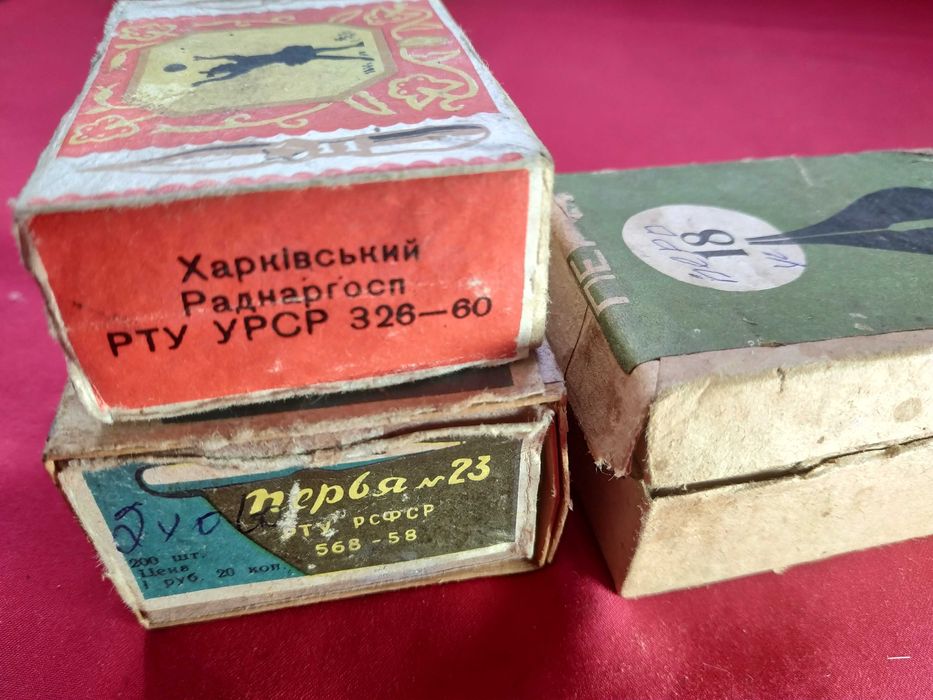 Харківський
Раднаргосп
РТУ УРСР 326—60
перья №23
РТУ РСФСР
568-58
200 шт.
Цена
1 руб. 20 коп.
18